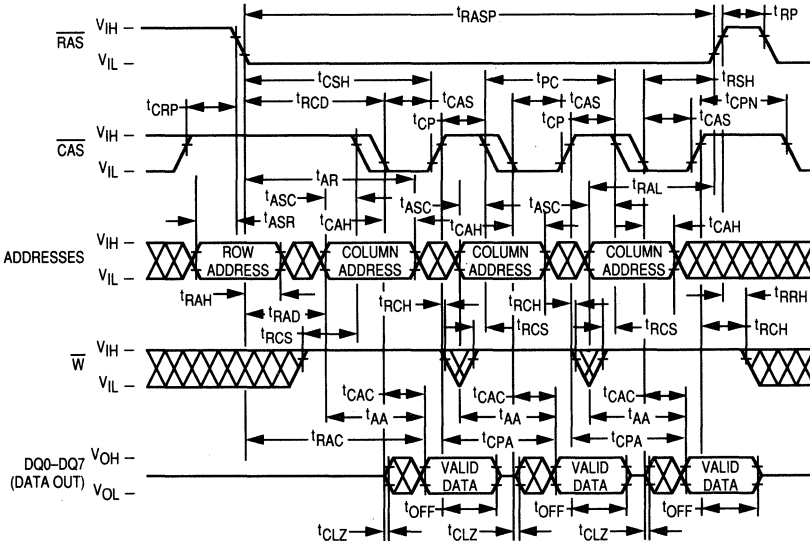 tRASP
tRP
RAS
VIH
VIL
tCSH
tPC
tRSH
tCRP
tRCD
tCAS
tCAS
tCPN
tCP
tCP
tCAS
CAS
VIH
VIL
tAR
tRAL
tASC
tASC
tASC
tASR
tCAH
tCAH
tCAH
ADDRESSES
VIH
VIL
ROW
ADDRESS
COLUMN
ADDRESS
COLUMN
ADDRESS
COLUMN
ADDRESS
tRAH
tRCH
tRCH
tRRH
tRAD
tRCS
tRCS
tRCS
tRCH
W
VIH
VIL
tCAC
tCAC
tCAC
tAA
tAA
tAA
tRAC
tCPA
tCPA
DQ0–DQ7
(DATA OUT)
VOH
VOL
VALID
DATA
VALID
DATA
VALID
DATA
tOFF
tOFF
tOFF
tCLZ
tCLZ
tCLZ